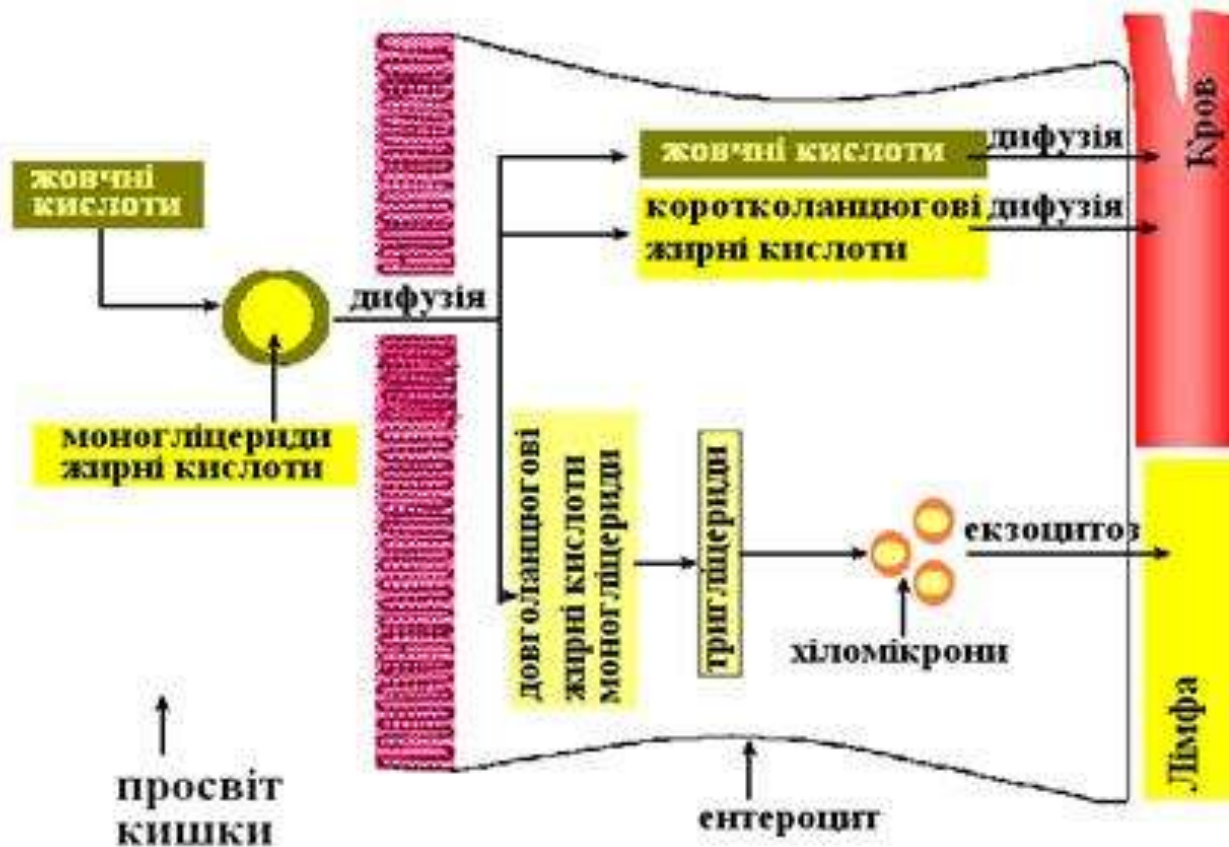 жовчні
кислоти
моногліцериди
жирні кислоти
дифузія
жовчні кислоти
дифузія
коротколанцюгові
жирні кислоти
дифузія
довголанцюгові
жирні кислоти
моногліцериди
тригліцериди
хіломікрони
екзоцитоз
Кров
Лімфа
просвіт
кишки
ентероцит